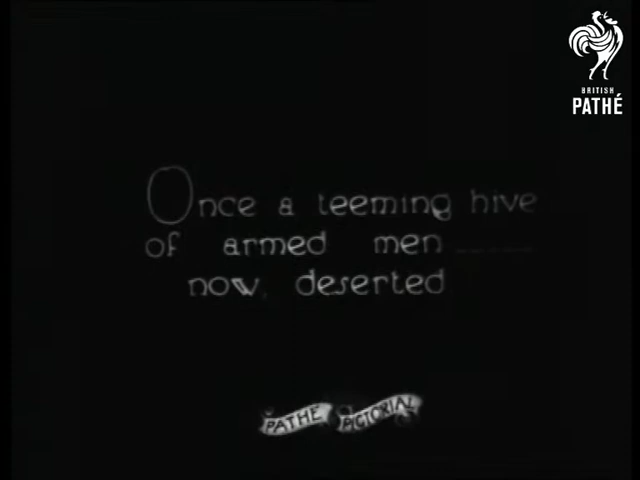 BRITISH
PATHÉ
Once a teeming hive
of armed men ——
now, deserted
PATHÉ PICTORIAL